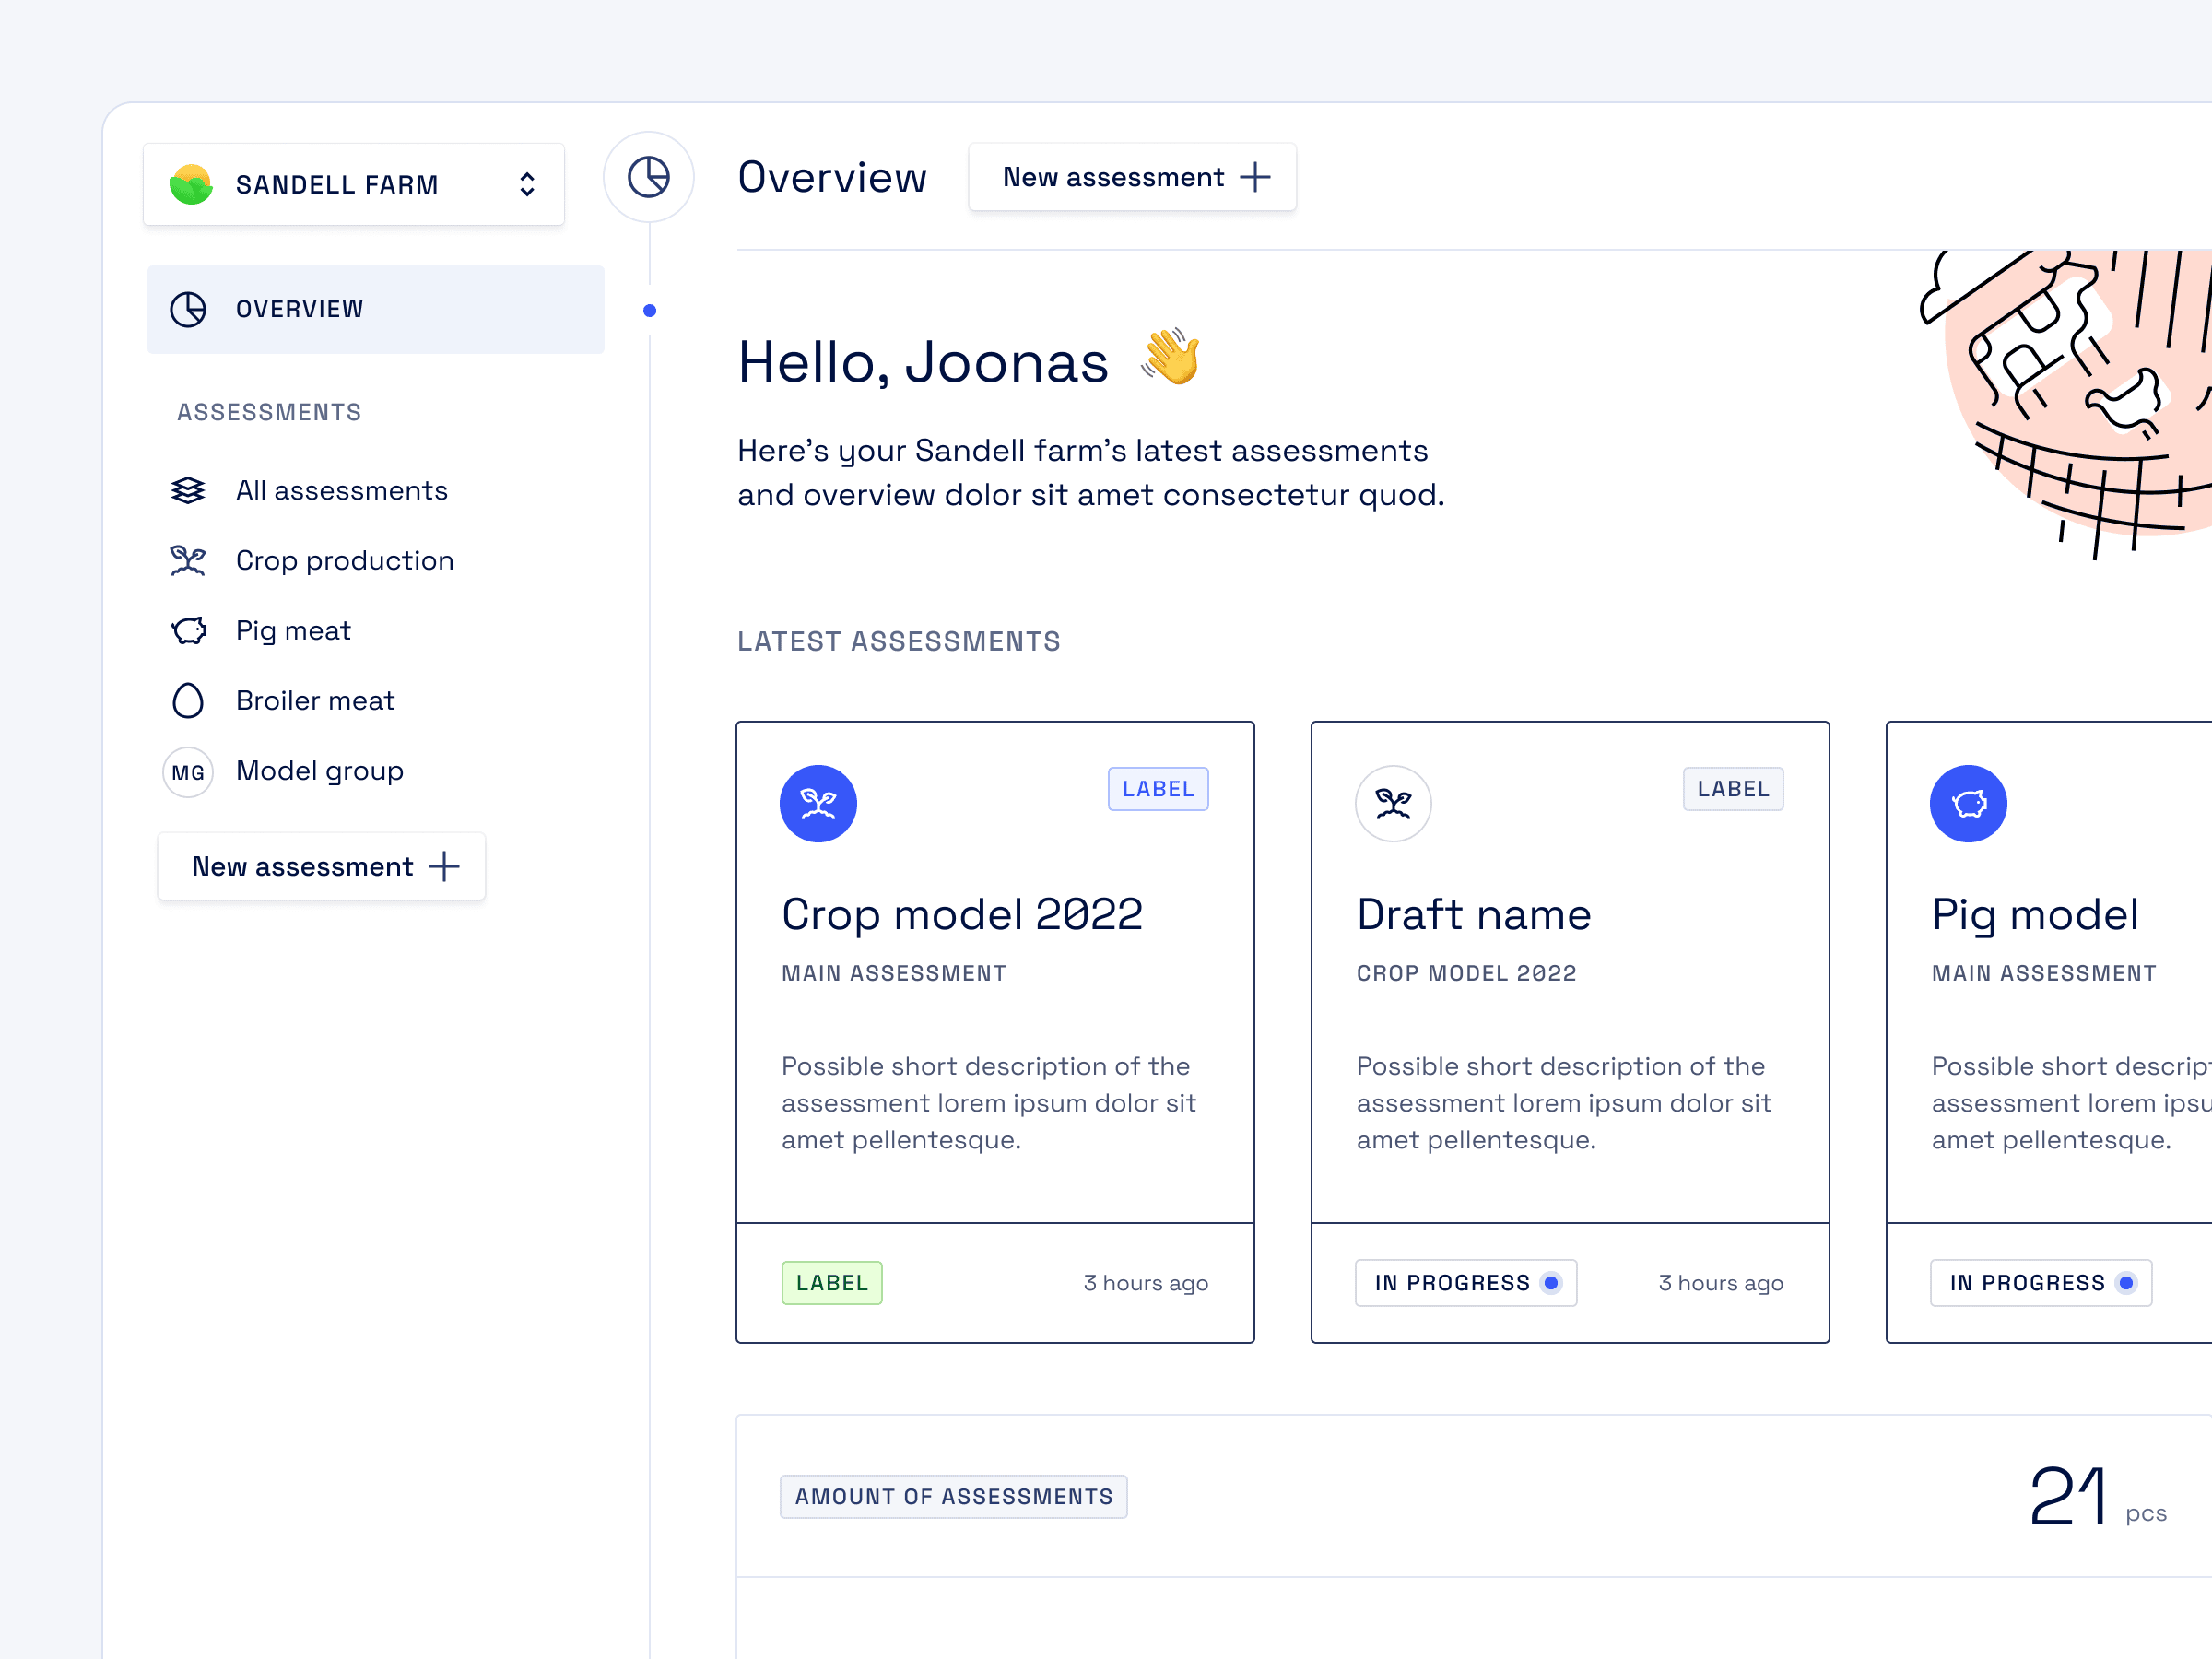 SANDELL FARM
OVERVIEW
ASSESSMENTS
All assessments
Crop production
Pig meat
Broiler meat
MG Model group
New assessment
Overview
New assessment
Hello, Joonas
Here’s your Sandell farm’s latest assessments
and overview dolor sit amet consectetur quod.
LATEST ASSESSMENTS
LABEL
Crop model 2022
MAIN ASSESSMENT
Possible short description of the
assessment lorem ipsum dolor sit
amet pellentesque.
LABEL 3 hours ago
LABEL
Draft name
CROP MODEL 2022
Possible short description of the
assessment lorem ipsum dolor sit
amet pellentesque.
IN PROGRESS 3 hours ago
Pig model
MAIN ASSESSMENT
Possible short
assessment lorem
amet pellentesque.
IN PROGRESS
AMOUNT OF ASSESSMENTS
21 pcs